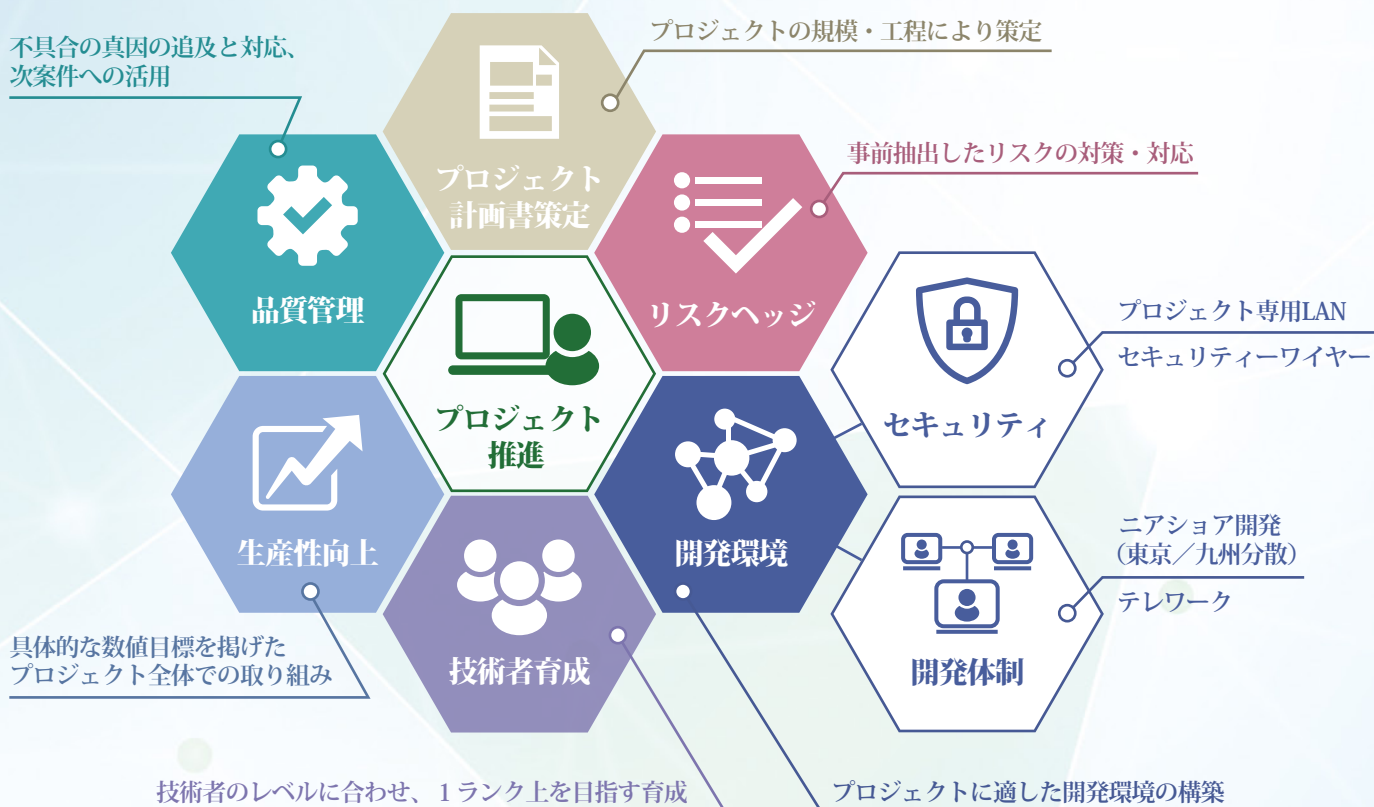 不具合の真因の追及と対応、
次案件への活用
プロジェクトの規模・工程により策定
プロジェクト
計画書策定
事前抽出したリスクの対策・対応
品質管理
リスクヘッジ
プロジェクト
推進
セキュリティ
プロジェクト専用LAN
セキュリティーワイヤー
生産性向上
開発環境
ニアショア開発
（東京／九州分散）
テレワーク
具体的な数値目標を掲げた
プロジェクト全体での取り組み
技術者育成
開発体制
技術者のレベルに合わせ、１ランク上を目指す育成
プロジェクトに適した開発環境の構築